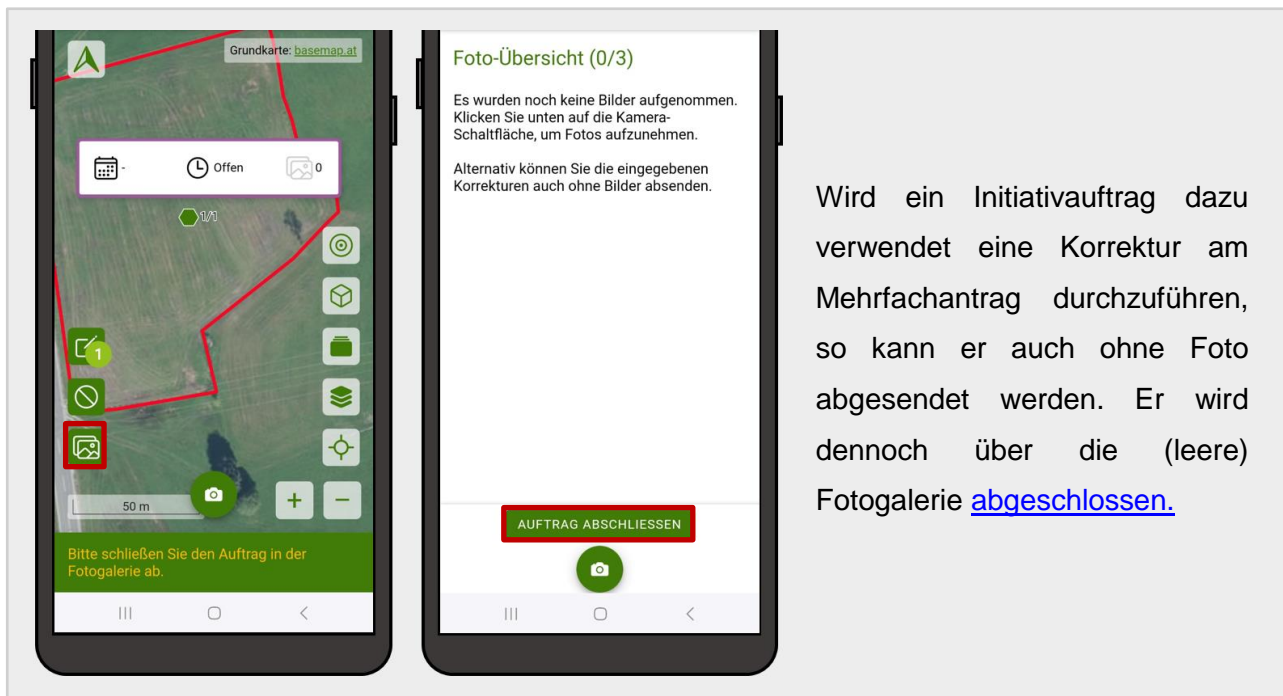 Grundkarte: basemap.at
-
Offen
0
1/1
1
50 m
Bitte schließen Sie den Auftrag in der
Fotogalerie ab.
Foto-Übersicht (0/3)
Es wurden noch keine Bilder aufgenommen.
Klicken Sie unten auf die Kamera-
Schaltfläche, um Fotos aufzunehmen.
Alternativ können Sie die eingegebenen
Korrekturen auch ohne Bilder absenden.
AUFTRAG ABSCHLIESSEN
Wird ein Initiativauftrag dazu
verwendet eine Korrektur am
Mehrfachantrag durchzuführen,
so kann er auch ohne Foto
abgesendet werden. Er wird
dennoch über die (leere)
Fotogalerie abgeschlossen.